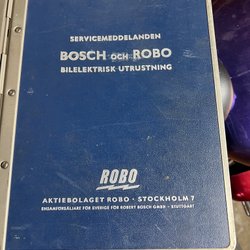 SERVICEMEDDELANDEN
BOSCH OCH ROBO
BILELEKTRISK UTRUSTNING
ROBO
AKTIEBOLAGET ROBO · STOCKHOLM 7
ENSAMFÖRSÄLJARE FÖR SVERIGE FÖR ROBERT BOSCH GMBH · STUTTGART